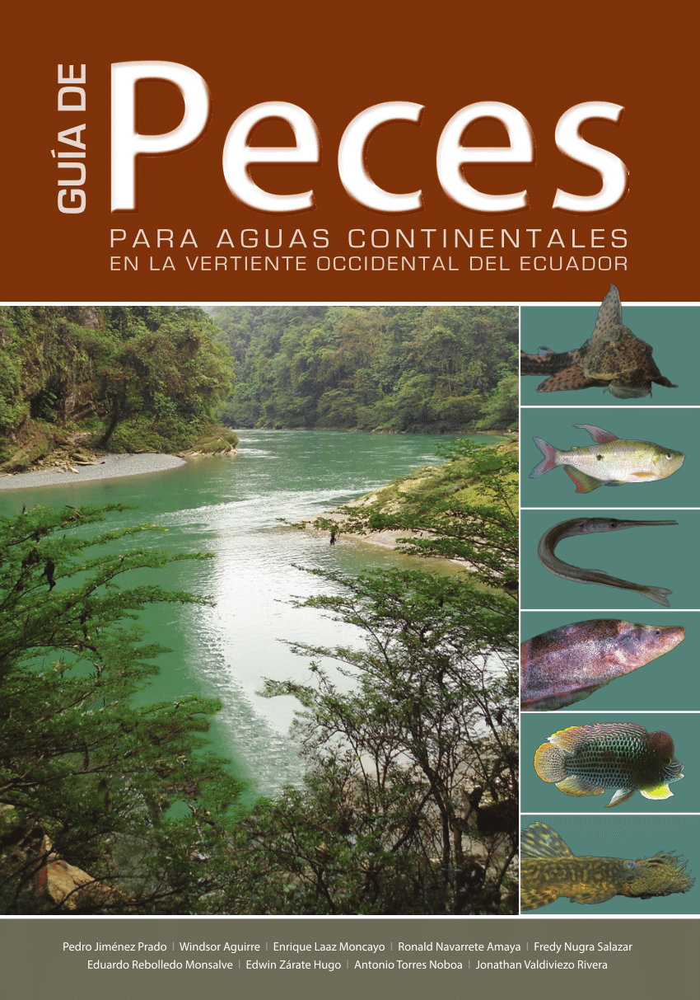 GUÍA DE
Peces
PARA AGUAS CONTINENTALES
EN LA VERTIENTE OCCIDENTAL DEL ECUADOR
Pedro Jiménez Prado | Windsor Aguirre | Enrique Laaz Moncayo | Ronald Navarrete Amaya | Fredy Nugra Salazar
Eduardo Rebolledo Monsalve | Edwin Zárate Hugo | Antonio Torres Noboa | Jonathan Valdiviezo Rivera